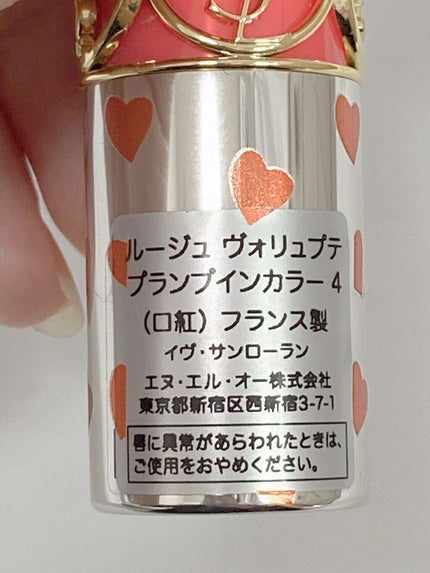 ルージュ ヴォリュプテ
プランプインカラー 4
（口紅）フランス製
イヴ・サンローラン
エヌ・エル・オー株式会社
東京都新宿区西新宿3-7-1
唇に異常があらわれたときは、
ご使用をおやめください。